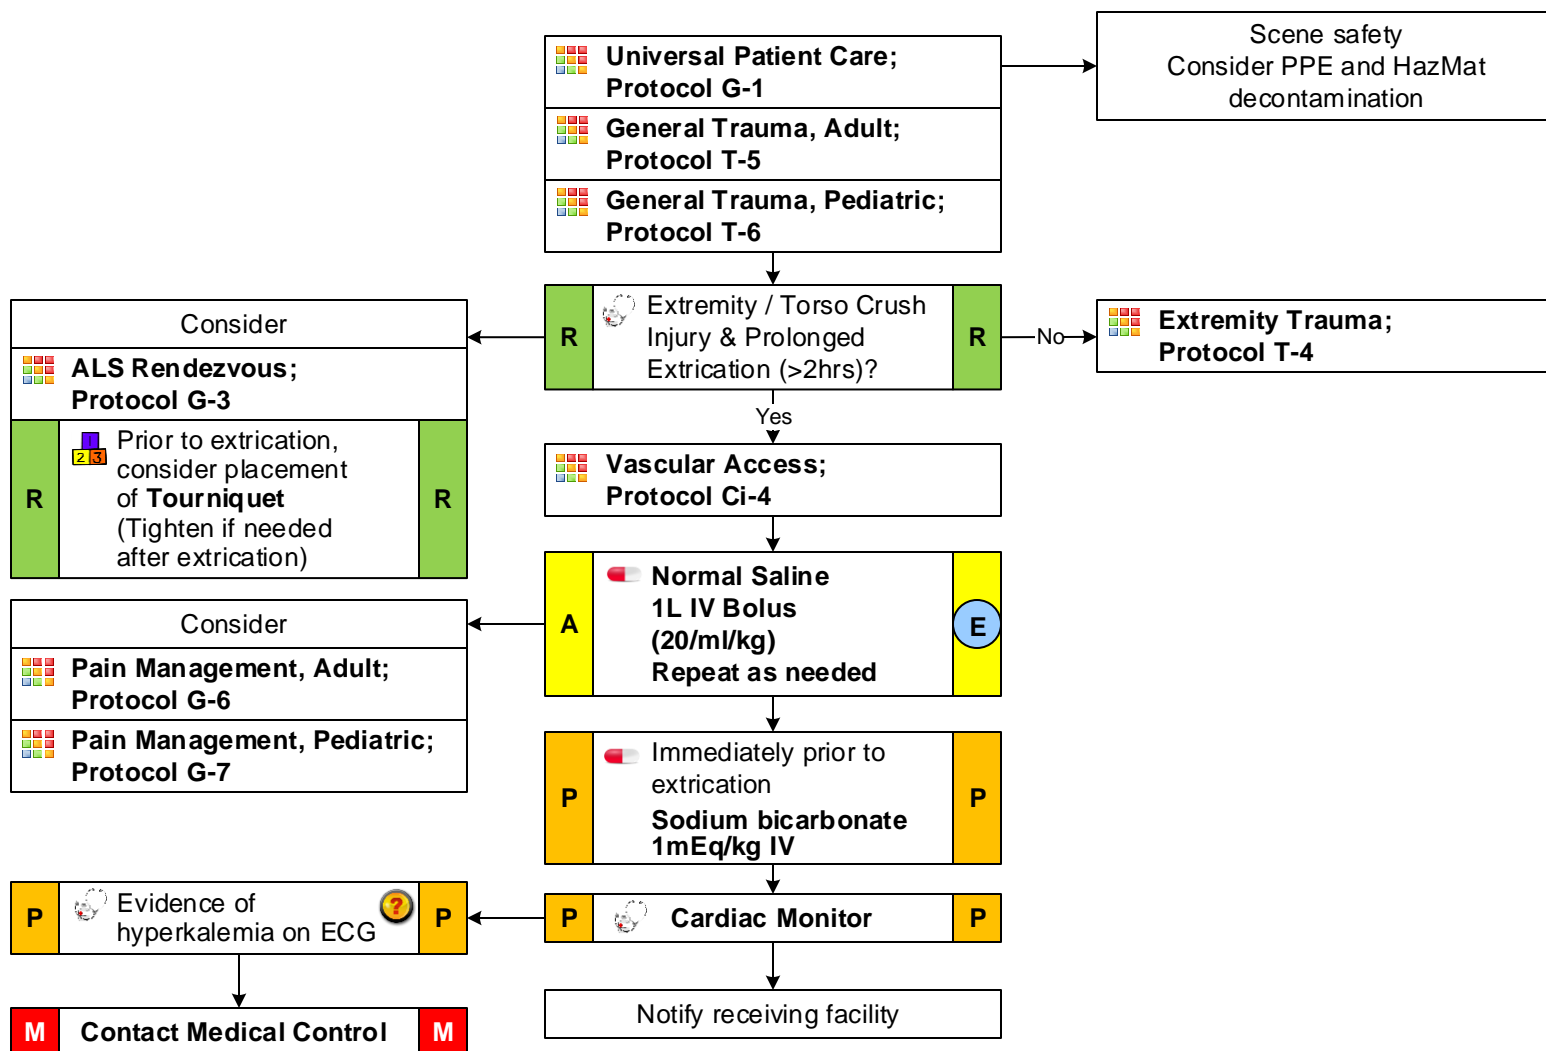 Universal Patient Care;
Protocol G-1
General Trauma, Adult;
Protocol T-5
General Trauma, Pediatric;
Protocol T-6
Scene safety
Consider PPE and HazMat
decontamination
R
Extremity / Torso Crush
Injury & Prolonged
Extrication (>2hrs)?
R
No
Extremity Trauma;
Protocol T-4
Consider
ALS Rendezvous;
Protocol G-3
R
1
2 3
Prior to extrication,
consider placement
of Tourniquet
(Tighten if needed
after extrication)
R
Yes
Vascular Access;
Protocol Ci-4
A
Normal Saline
1L IV Bolus
(20/ml/kg)
Repeat as needed
E
Consider
Pain Management, Adult;
Protocol G-6
Pain Management, Pediatric;
Protocol G-7
P
Immediately prior to
extrication
Sodium bicarbonate
1mEq/kg IV
P
P
Cardiac Monitor
P
P
Evidence of
hyperkalemia on ECG
?
P
Notify receiving facility
M
Contact Medical Control
M